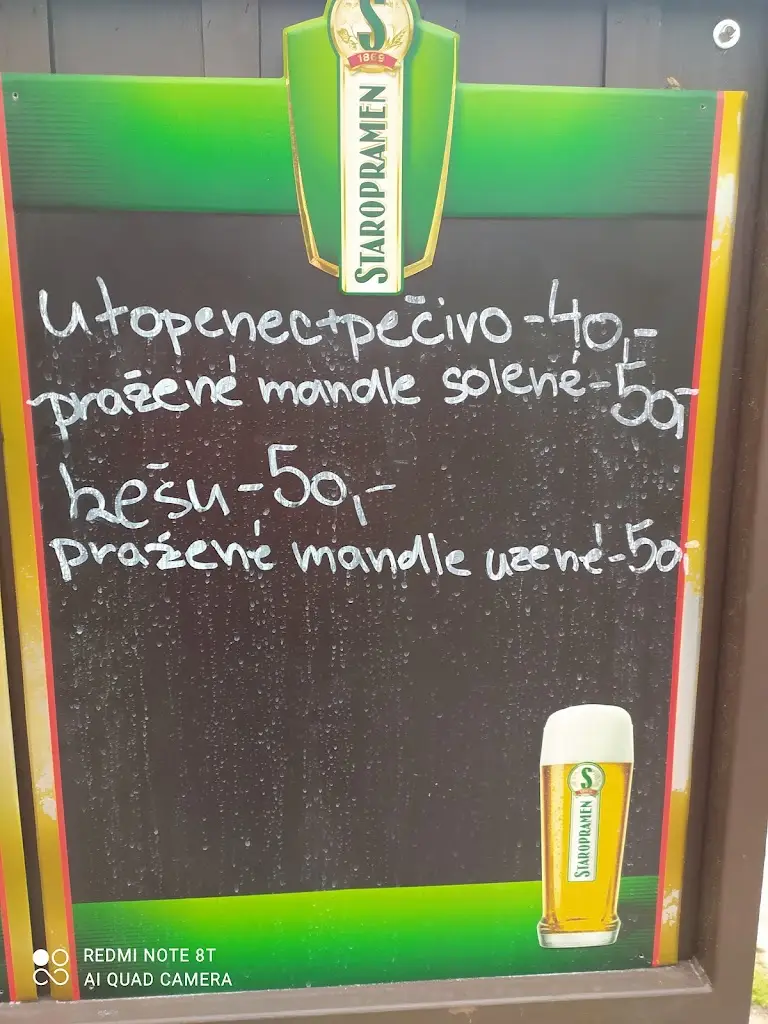 S
1869
STAROPRAMEN
utopenec+pečivo-40,-
pražené mandle solené-50,-
kešu-50,-
pražené mandle uzené-50,-
S
STAROPRAMEN
REDMI NOTE 8T
AI QUAD CAMERA